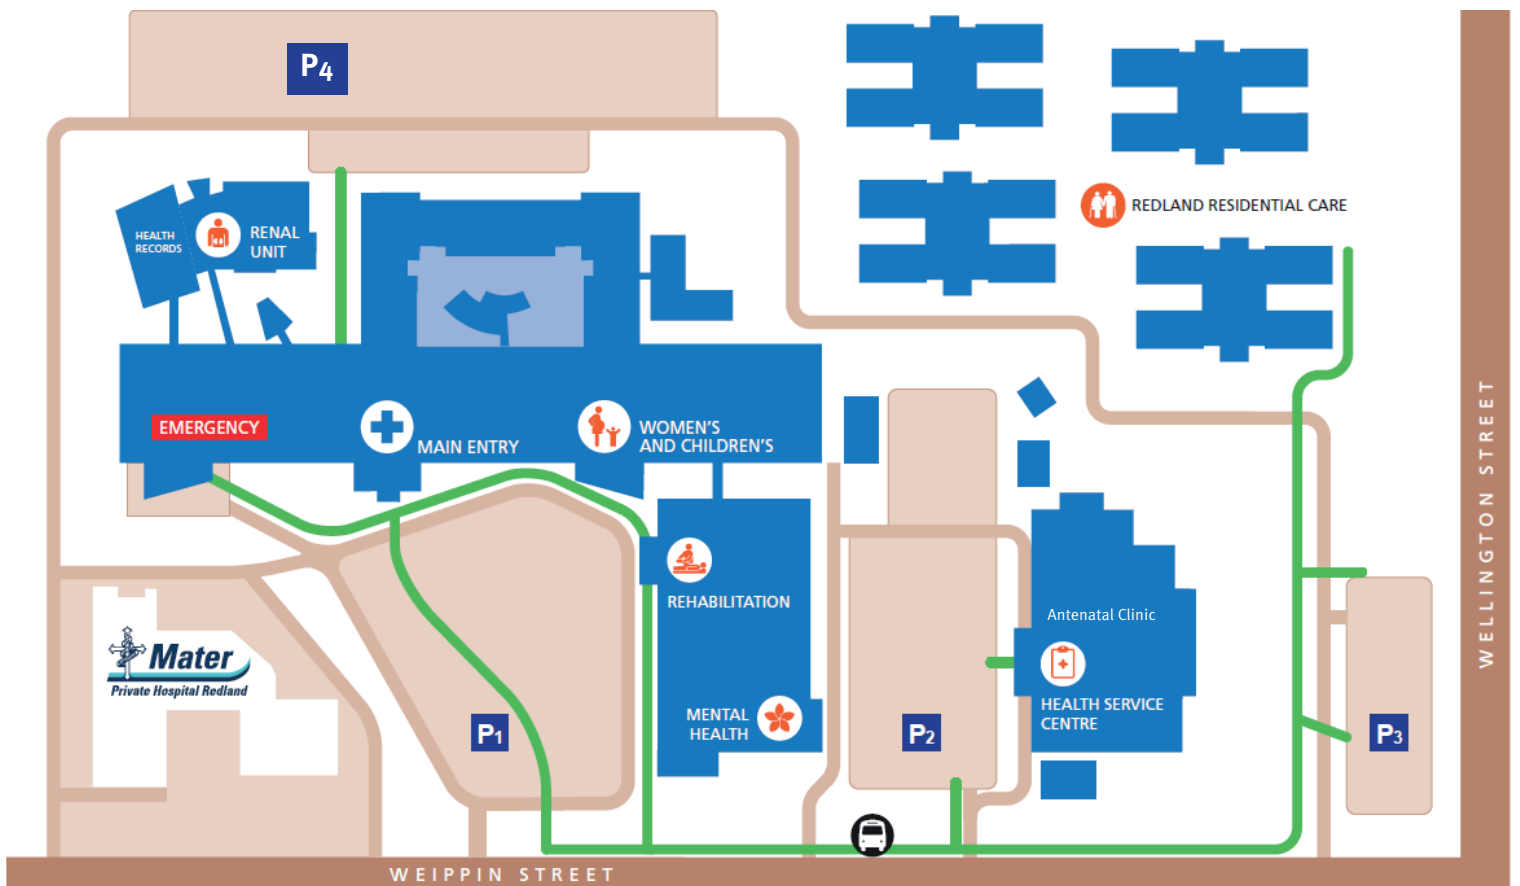 P4
HEALTH
RECORDS
RENAL
UNIT
REDLAND RESIDENTIAL CARE
EMERGENCY
MAIN ENTRY
WOMEN'S
AND CHILDREN'S
REHABILITATION
Antenatal Clinic
Mater
Private Hospital Redland
MENTAL
HEALTH
HEALTH SERVICE
CENTRE
P1
P2
P3
WELLINGTON STREET
WEIPPIN STREET